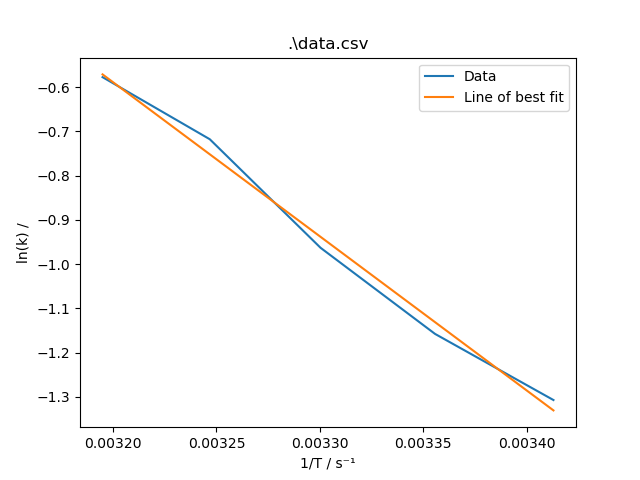 .\data.csv
Data
Line of best fit
ln(k) /
−0.6
−0.7
−0.8
−0.9
−1.0
−1.1
−1.2
−1.3
0.00320 0.00325 0.00330 0.00335 0.00340
1/T / s⁻¹